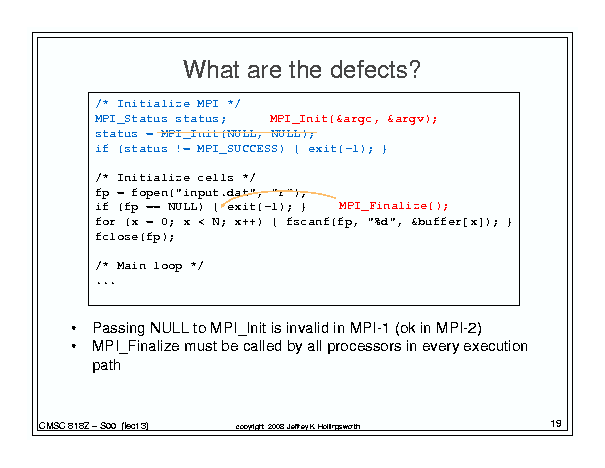 What are the defects?
/* Initialize MPI */
MPI_Status status; MPI_Init(&argc, &argv);
status = MPI_Init(NULL, NULL);
if (status != MPI_SUCCESS) { exit(-1); }
/* Initialize cells */
fp = fopen("input.dat", "r");
if (fp == NULL) { exit(-1); } MPI_Finalize();
for (x = 0; x < N; x++) { fscanf(fp, "%d", &buffer[x]); }
fclose(fp);
/* Main loop */
...
• Passing NULL to MPI_Init is invalid in MPI-1 (ok in MPI-2)
• MPI_Finalize must be called by all processors in every execution
path
CMSC 818Z – S00 (lect3) copyright 2008 Jeffrey K Hollingsworth 19